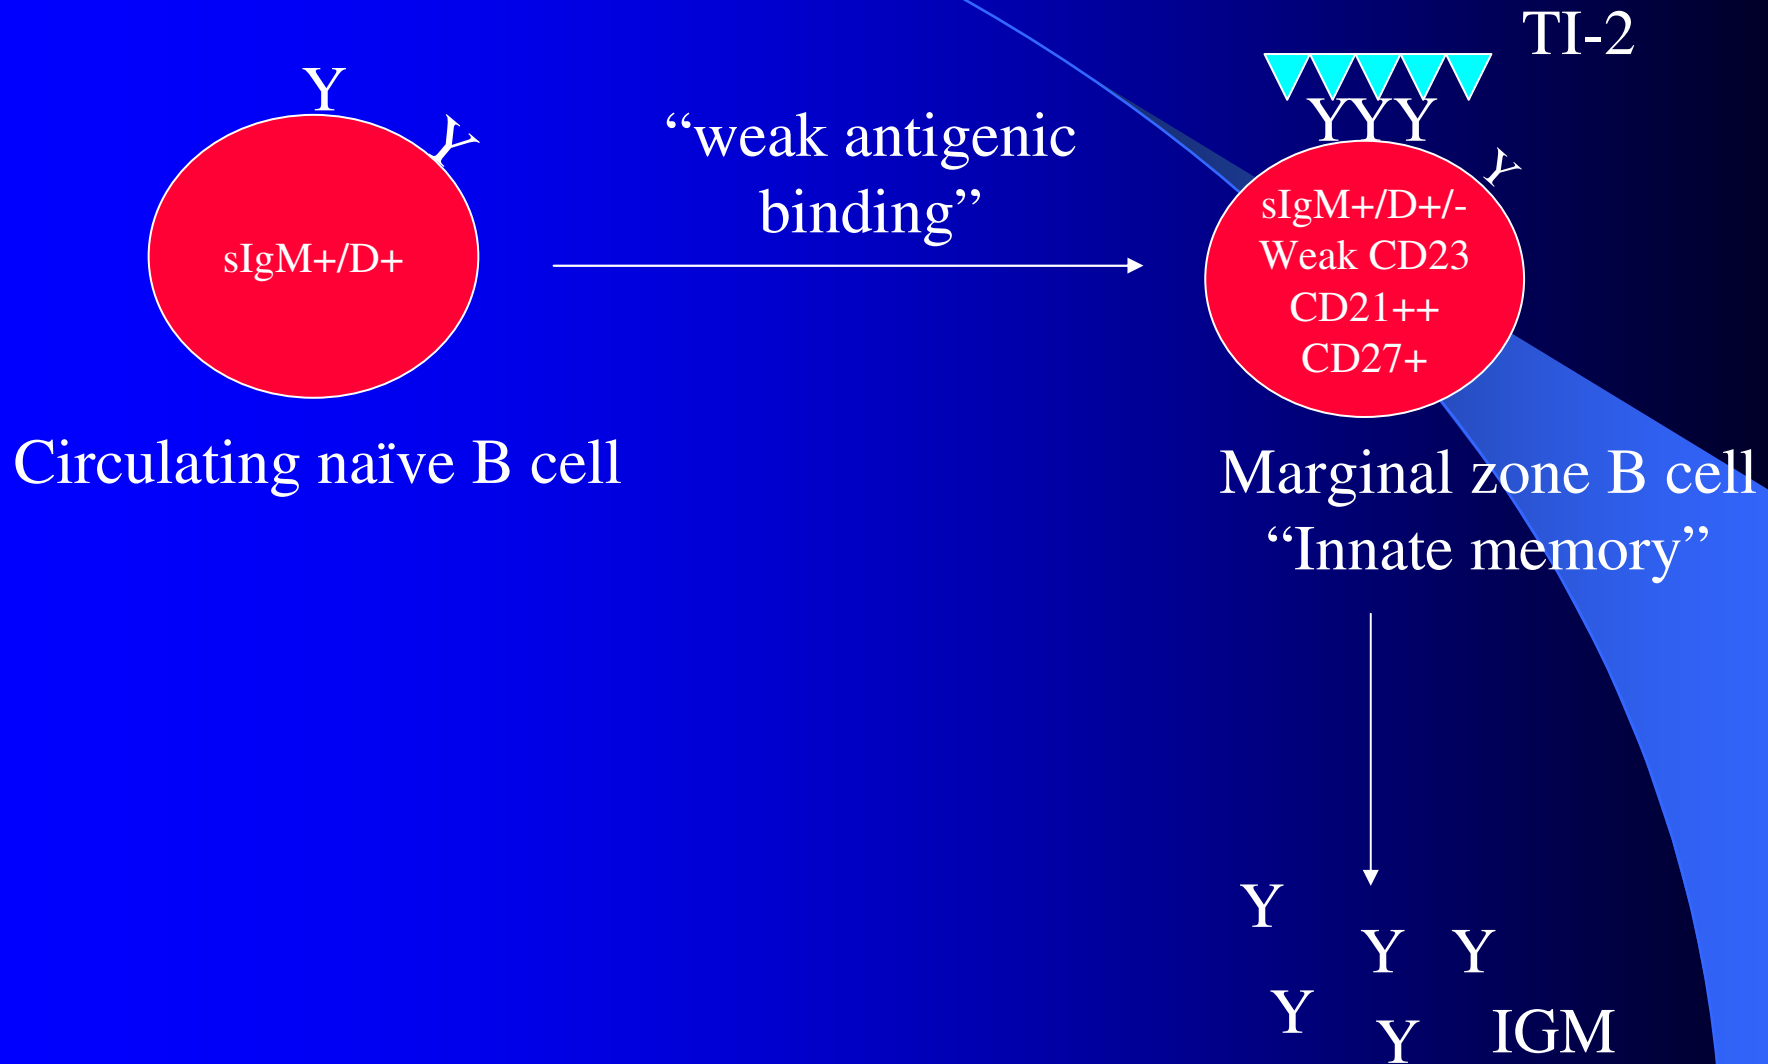 TI-2
Y
Y
“weak antigenic
binding”
YYY
Y
sIgM+/D+
sIgM+/D+/-
Weak CD23
CD21++
CD27+
Circulating naïve B cell
Marginal zone B cell
“Innate memory”
Y
Y Y
Y
Y
IGM